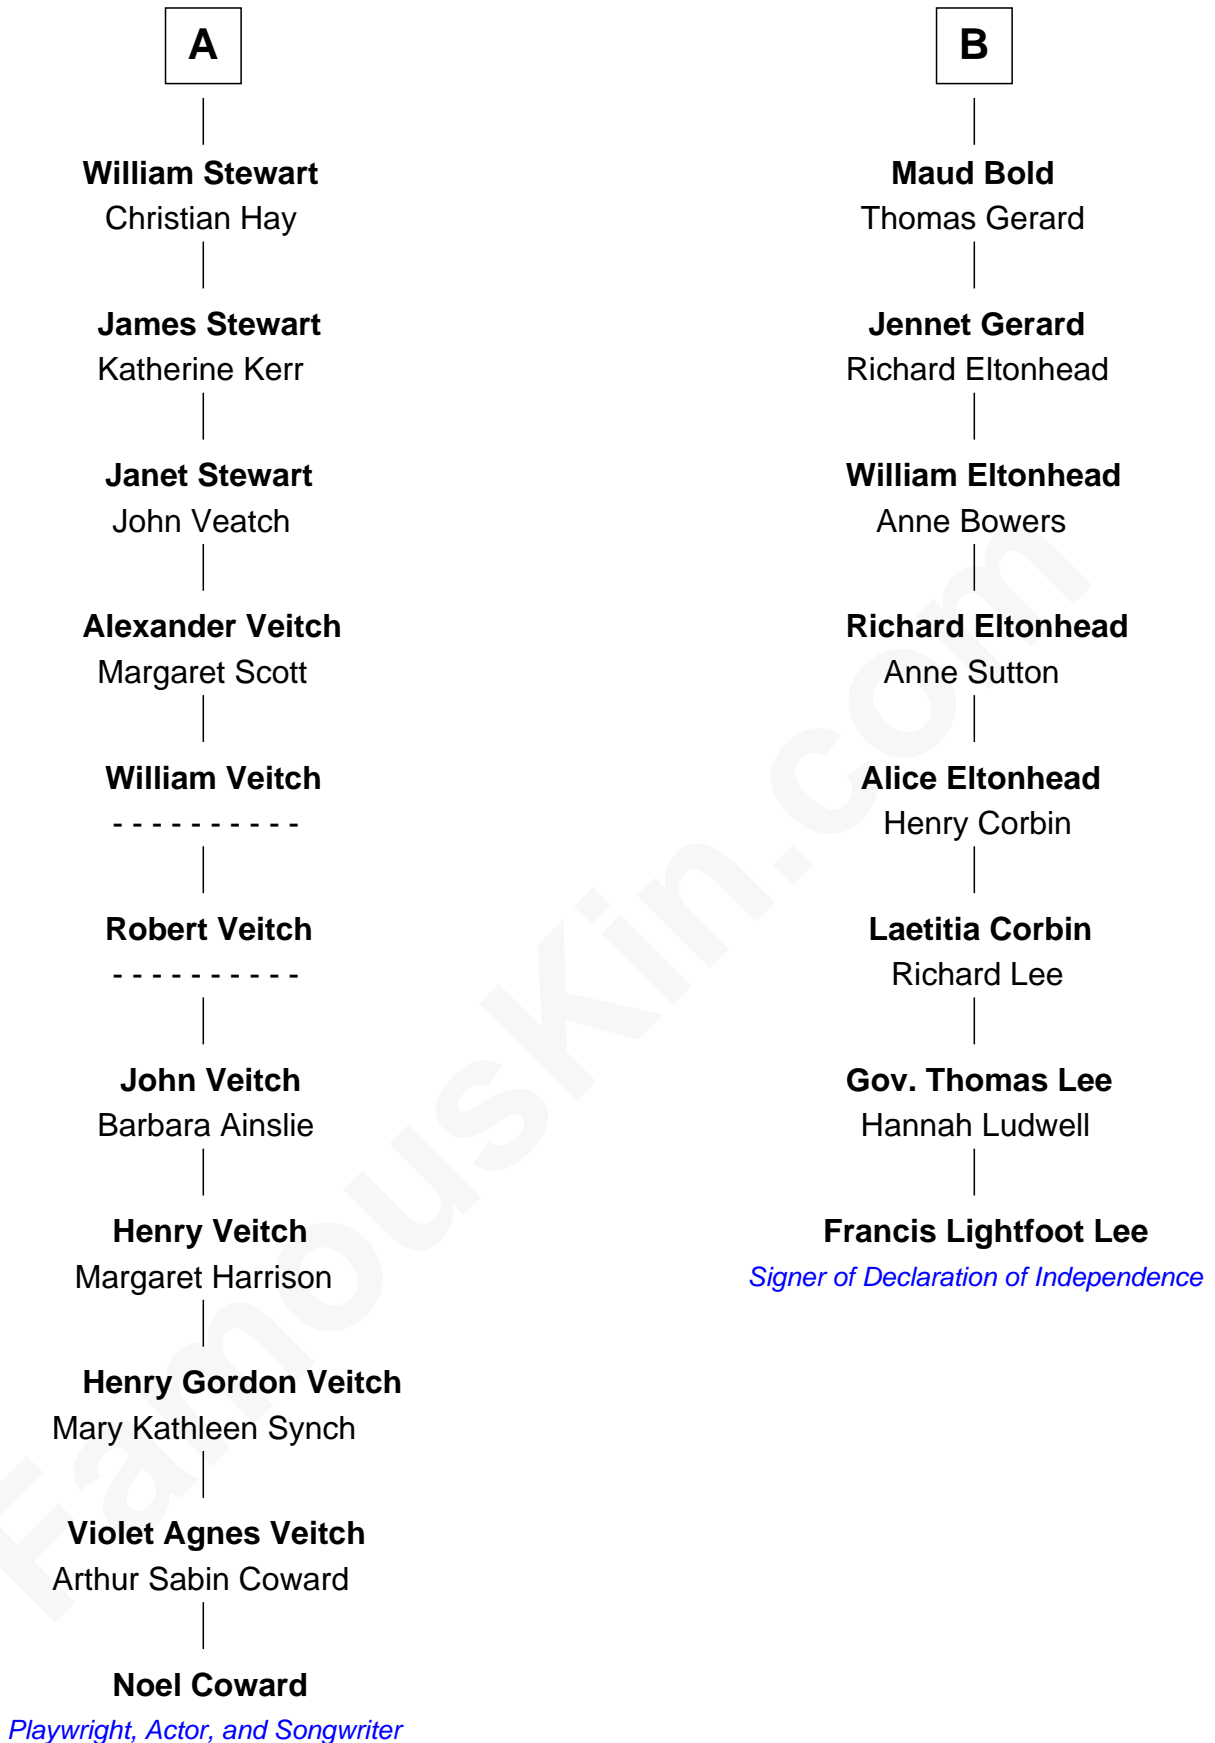 A
William Stewart
Christian Hay
James Stewart
Katherine Kerr
Janet Stewart
John Veatch
Alexander Veitch
Margaret Scott
William Veitch
- - - - - - - - - -
Robert Veitch
- - - - - - - - - -
John Veitch
Barbara Ainslie
Henry Veitch
Margaret Harrison
Henry Gordon Veitch
Mary Kathleen Synch
Violet Agnes Veitch
Arthur Sabin Coward
Noel Coward
Playwright, Actor, and Songwriter
B
Maud Bold
Thomas Gerard
Jennet Gerard
Richard Eltonhead
William Eltonhead
Anne Bowers
Richard Eltonhead
Anne Sutton
Alice Eltonhead
Henry Corbin
Laetitia Corbin
Richard Lee
Gov. Thomas Lee
Hannah Ludwell
Francis Lightfoot Lee
Signer of Declaration of Independence
FamousKin.com